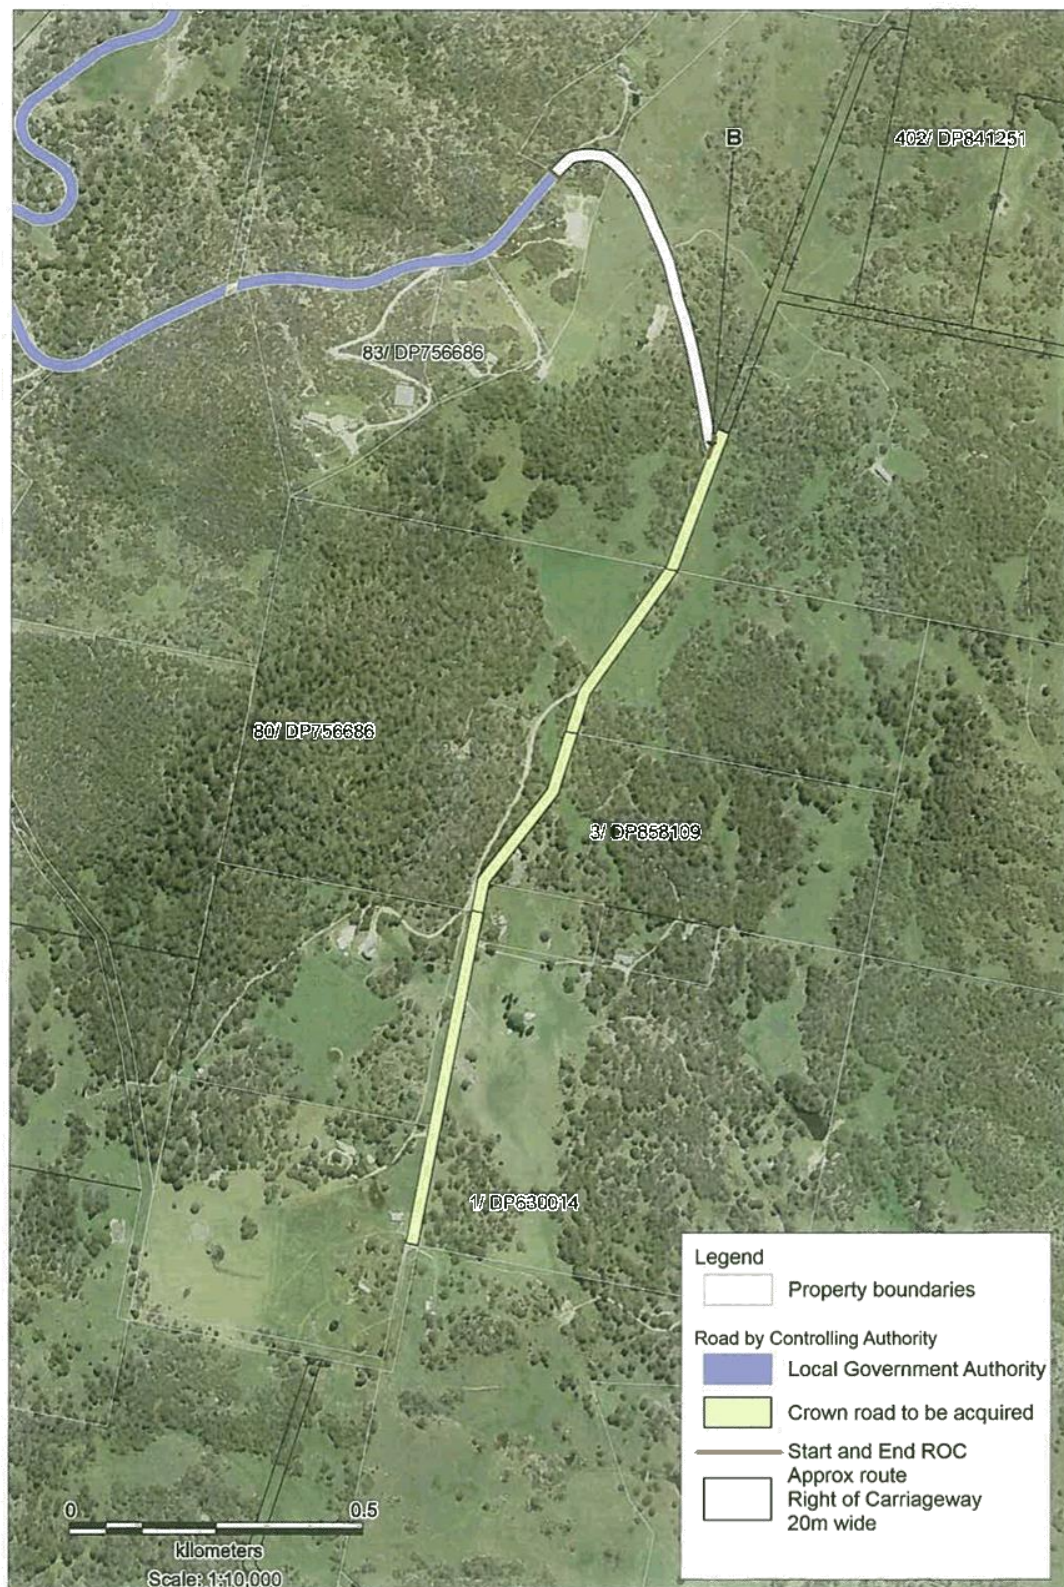 B
402/ DP841251
83/ DP756686
80/ DP756686
3/ DP858109
1/ DP630014
Legend
Property boundaries
Road by Controlling Authority
Local Government Authority
Crown road to be acquired
Start and End ROC
Approx route
Right of Carriageway
20m wide
0 0.5
kilometers
Scale: 1:10,000